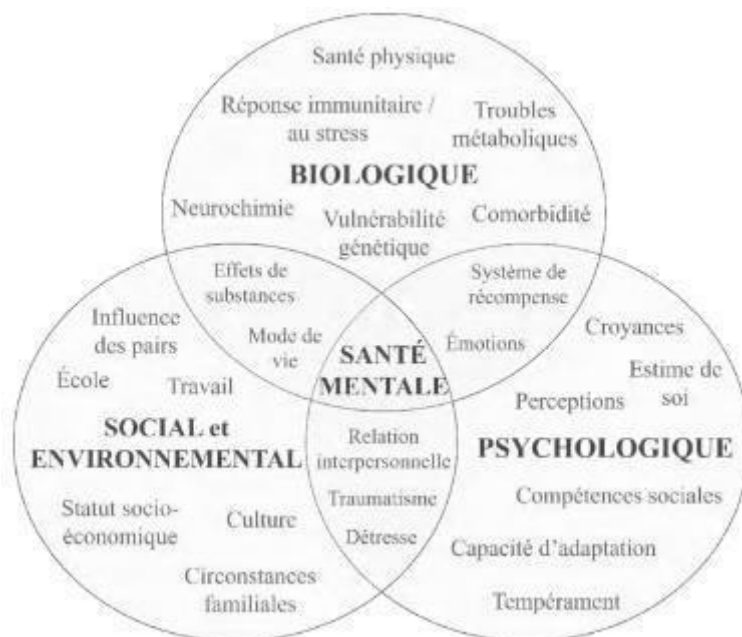 Santé physique
Réponse immunitaire /
au stress
Troubles
métaboliques
BIOLOGIQUE
Neurochimie
Vulnérabilité
génétique
Comorbidité
Effets de
substances
Mode de
vie
Système de
récompense
Émotions
SANTÉ
MENTALE
Influence
des pairs
École
Travail
SOCIAL et
ENVIRONNEMENTAL
Statut socio-
économique
Culture
Circonstances
familiales
Relation
interpersonnelle
Traumatisme
Détresse
Croyances
Estime de
soi
Perceptions
PSYCHOLOGIQUE
Compétences sociales
Capacité d’adaptation
Tempérament